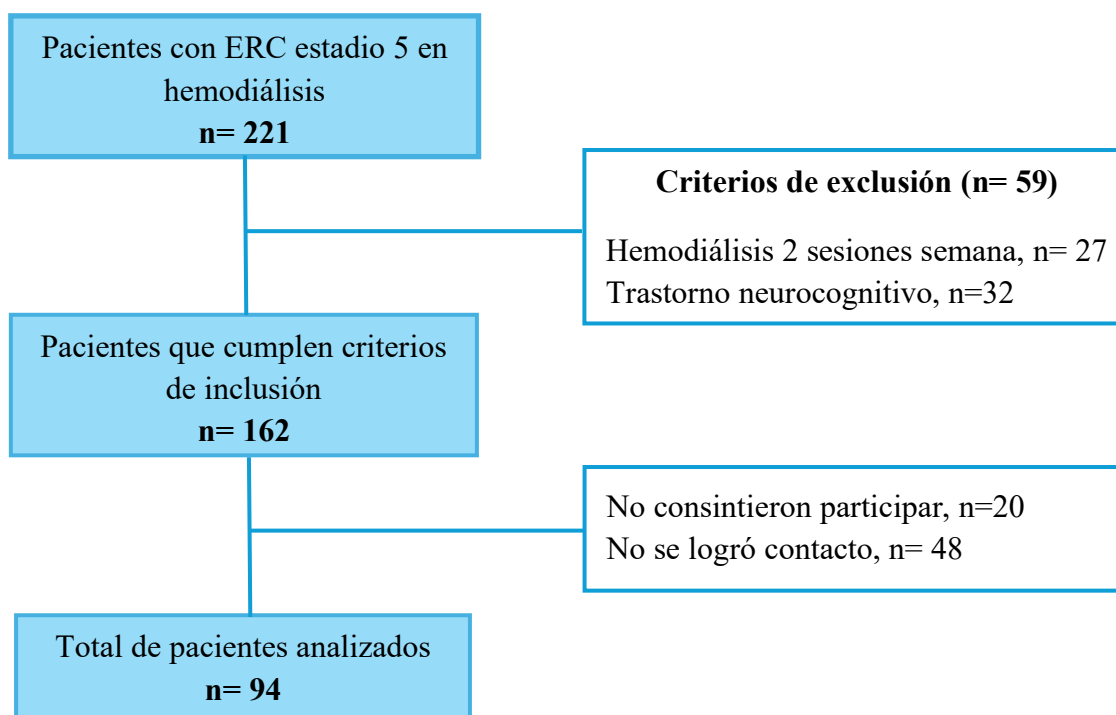 Pacientes con ERC estadio 5 en
hemodiálisis
n= 221
Criterios de exclusión (n= 59)
Hemodiálisis 2 sesiones semana, n= 27
Trastorno neurocognitivo, n=32
Pacientes que cumplen criterios
de inclusión
n= 162
No consintieron participar, n=20
No se logró contacto, n= 48
Total de pacientes analizados
n= 94